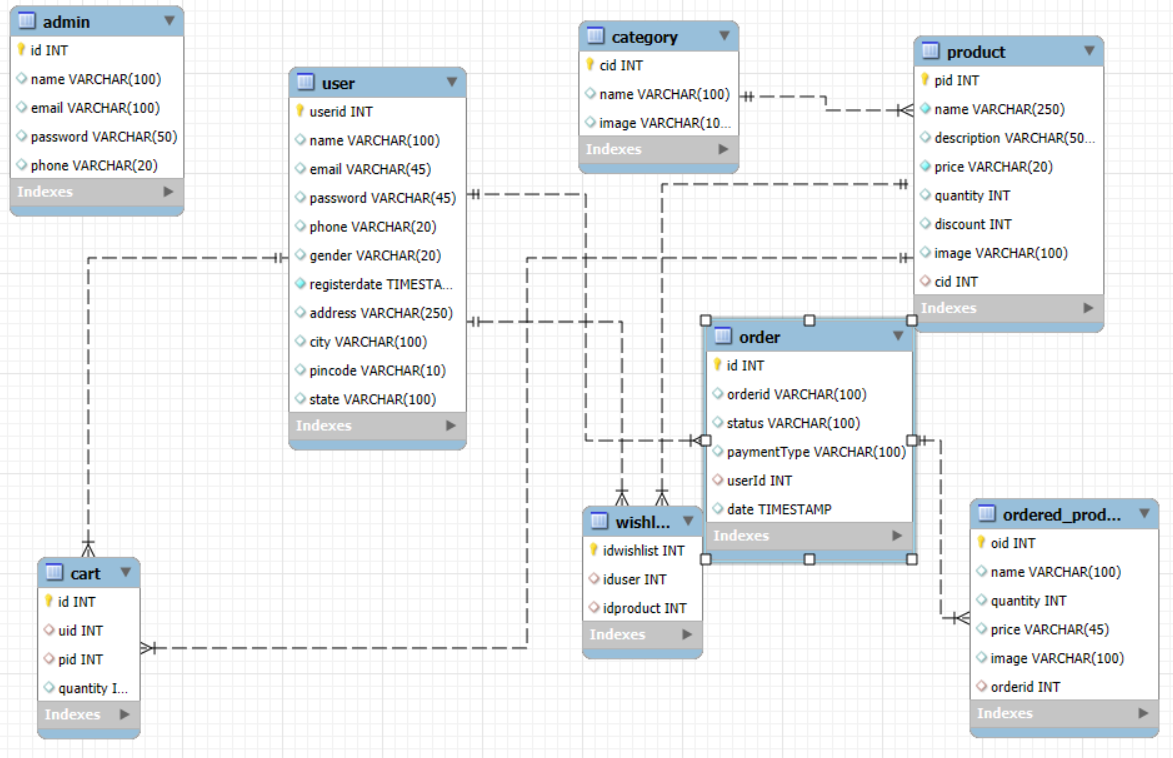 admin
id INT
name VARCHAR(100)
email VARCHAR(100)
password VARCHAR(50)
phone VARCHAR(20)
Indexes
user
userid INT
name VARCHAR(100)
email VARCHAR(45)
password VARCHAR(45)
phone VARCHAR(20)
gender VARCHAR(20)
registerdate TIMESTA...
address VARCHAR(250)
city VARCHAR(100)
pincode VARCHAR(10)
state VARCHAR(100)
Indexes
category
cid INT
name VARCHAR(100)
image VARCHAR(10...
Indexes
product
pid INT
name VARCHAR(250)
description VARCHAR(50...
price VARCHAR(20)
quantity INT
discount INT
image VARCHAR(100)
cid INT
Indexes
order
id INT
orderid VARCHAR(100)
status VARCHAR(100)
paymentType VARCHAR(100)
userId INT
date TIMESTAMP
Indexes
cart
id INT
uid INT
pid INT
quantity I...
Indexes
wishl...
idwishlist INT
iduser INT
idproduct INT
Indexes
ordered_prod...
oid INT
name VARCHAR(100)
quantity INT
price VARCHAR(45)
image VARCHAR(100)
orderid INT
Indexes